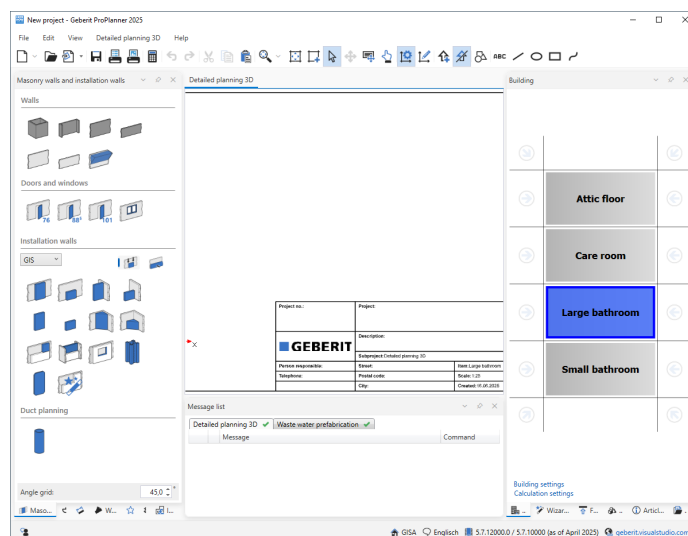 New project - Geberit ProPlanner 2025
File Edit View Detailed planning 3D Help
ABC
Masonry walls and installation walls
Detailed planning 3D
Building
Walls
Doors and windows
76 88⁵ 101
Installation walls
GIS
Duct planning
Angle grid: 45,0 °
Maso... W... I...
Project no.: Project:
GEBERIT
Description:
Subproject: Detailed planning 3D
Person responsible: Street: Item: Large bathroom
Telephone: Postal code: Scale: 1:25
City: Created: 16.06.2025
X
Message list
Detailed planning 3D Waste water prefabrication
Message Command
Attic floor
Care room
Large bathroom
Small bathroom
Building settings
Calculation settings
Wizar... F... Articl...
GISA Englisch 5.7.12000.0 / 5.7.10000 (as of April 2025) geberit.visualstudio.com